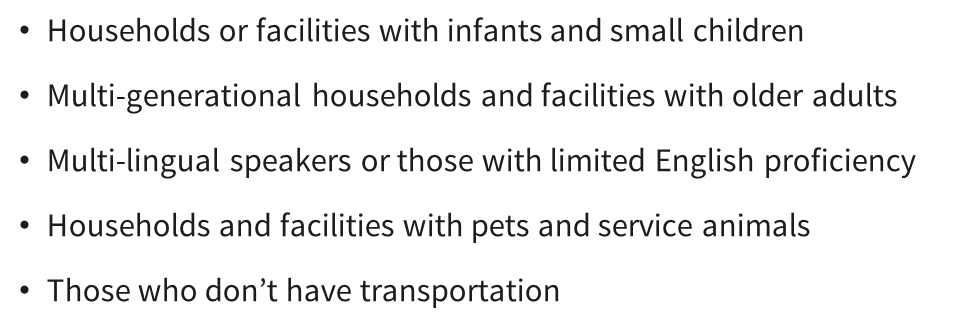 • Households or facilities with infants and small children
• Multi-generational households and facilities with older adults
• Multi-lingual speakers or those with limited English proficiency
• Households and facilities with pets and service animals
• Those who don’t have transportation